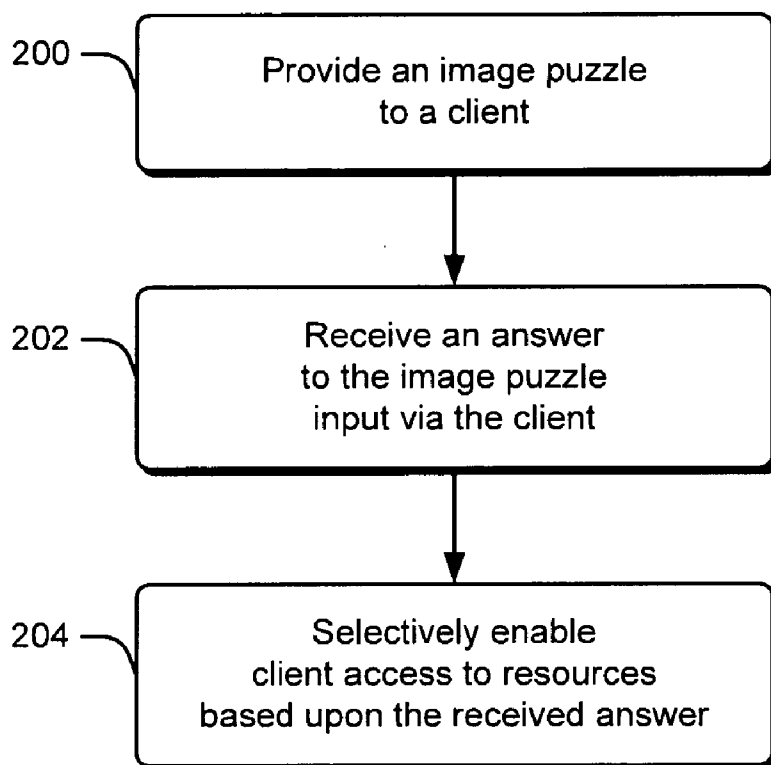 200
Provide an image puzzle
to a client
202
Receive an answer
to the image puzzle
input via the client
204
Selectively enable
client access to resources
based upon the received answer